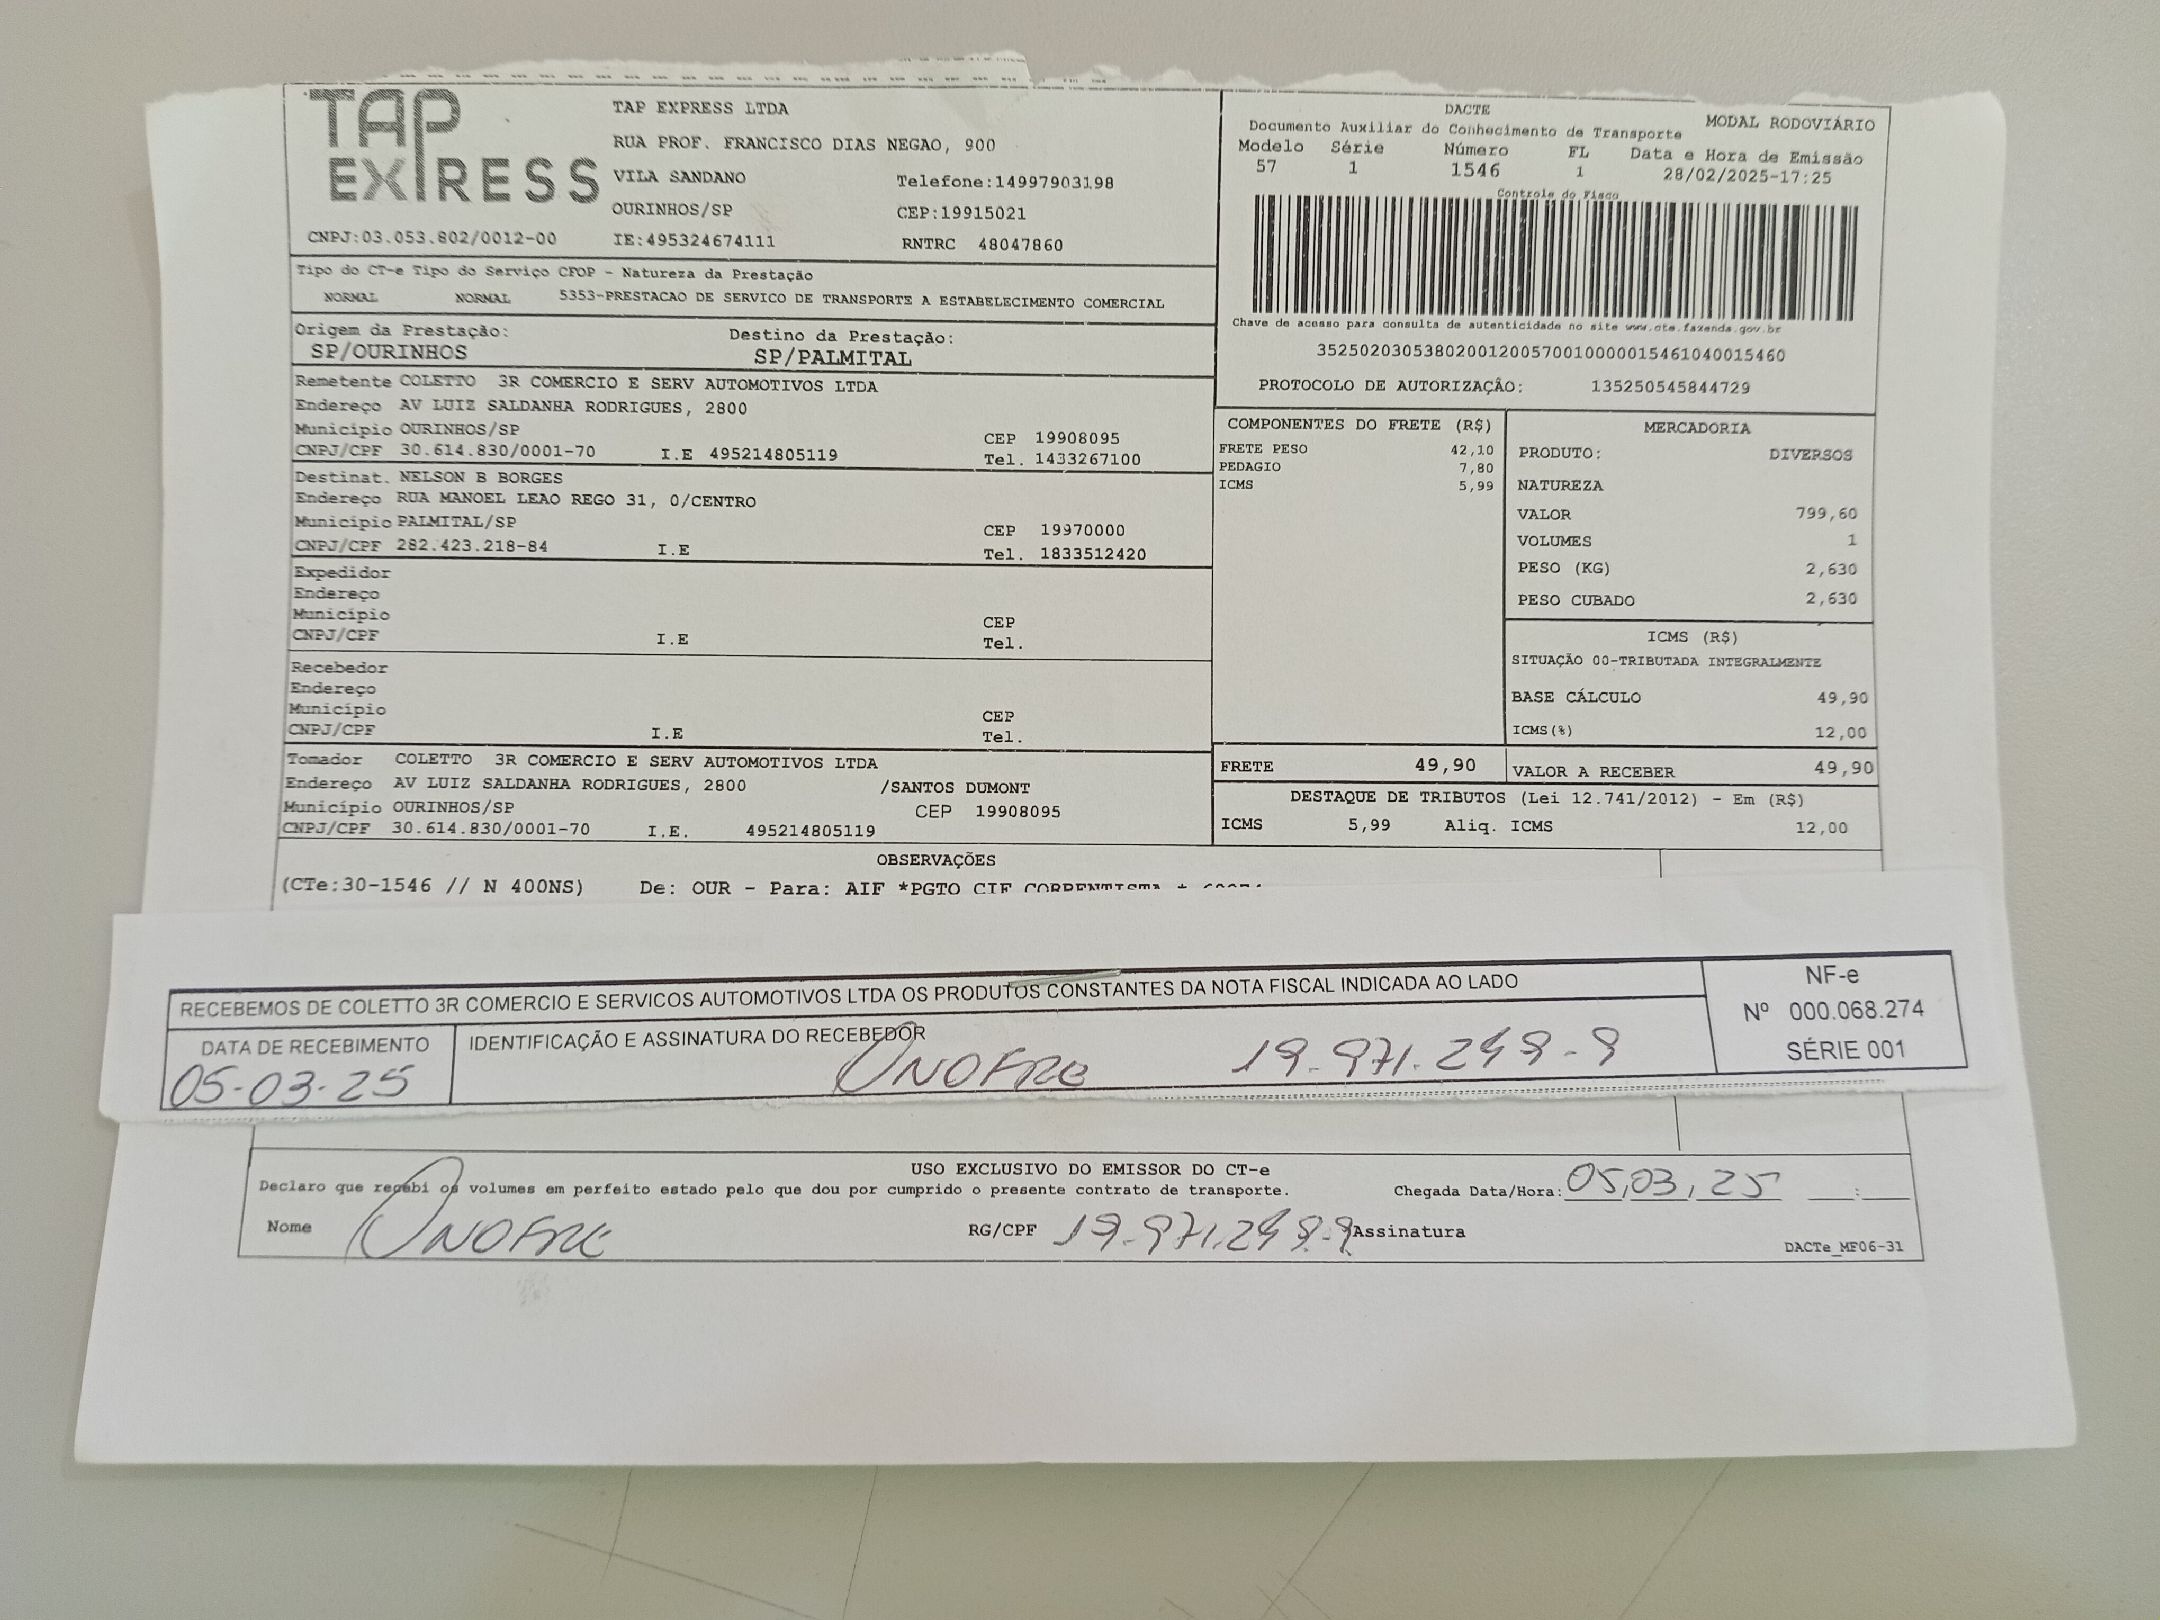 TAP EXPRESS
TAP EXPRESS LTDA
RUA PROF. FRANCISCO DIAS NEGAO, 900
VILA SANDANO Telefone:14997903198
OURINHOS/SP CEP:19915021
CNPJ:03.053.802/0012-00 IE:495324674111 RNTRC 48047860
DACTE MODAL RODOVIÁRIO
Documento Auxiliar do Conhecimento de Transporte
Modelo Série Número FL Data e Hora de Emissão
57 1 1546 1 28/02/2025-17:25
Controle do Fisco
Chave de acesso para consulta de autenticidade no site www.cte.fazenda.gov.br
35250203053802001200570010000015461040015460
PROTOCOLO DE AUTORIZAÇÃO: 135250545844729
Tipo do CT-e Tipo do Serviço CFOP - Natureza da Prestação
NORMAL NORMAL 5353-PRESTACAO DE SERVICO DE TRANSPORTE A ESTABELECIMENTO COMERCIAL
Origem da Prestação: Destino da Prestação:
SP/OURINHOS SP/PALMITAL
Remetente COLETTO 3R COMERCIO E SERV AUTOMOTIVOS LTDA
Endereço AV LUIZ SALDANHA RODRIGUES, 2800
Município OURINHOS/SP CEP 19908095
CNPJ/CPF 30.614.830/0001-70 I.E 495214805119 Tel. 1433267100
Destinat. NELSON B BORGES
Endereço RUA MANOEL LEAO REGO 31, 0/CENTRO
Município PALMITAL/SP CEP 19970000
CNPJ/CPF 282.423.218-84 I.E Tel. 1833512420
Expedidor
Endereço
Município CEP
CNPJ/CPF I.E Tel.
Recebedor
Endereço
Município CEP
CNPJ/CPF I.E Tel.
Tomador COLETTO 3R COMERCIO E SERV AUTOMOTIVOS LTDA
Endereço AV LUIZ SALDANHA RODRIGUES, 2800 /SANTOS DUMONT
Município OURINHOS/SP CEP 19908095
CNPJ/CPF 30.614.830/0001-70 I.E. 495214805119
COMPONENTES DO FRETE (R$)
FRETE PESO 42,10
PEDAGIO 7,80
ICMS 5,99
MERCADORIA
PRODUTO: DIVERSOS
NATUREZA
VALOR 799,60
VOLUMES 1
PESO (KG) 2,630
PESO CUBADO 2,630
ICMS (R$)
SITUAÇÃO 00-TRIBUTADA INTEGRALMENTE
BASE CÁLCULO 49,90
ICMS(%) 12,00
FRETE 49,90 VALOR A RECEBER 49,90
DESTAQUE DE TRIBUTOS (Lei 12.741/2012) - Em (R$)
ICMS 5,99 Aliq. ICMS 12,00
OBSERVAÇÕES
(CTe:30-1546 // N 400NS) De: OUR - Para: AIF *PGTO CIF CORRENTISTA *
RECEBEMOS DE COLETTO 3R COMERCIO E SERVICOS AUTOMOTIVOS LTDA OS PRODUTOS CONSTANTES DA NOTA FISCAL INDICADA AO LADO
DATA DE RECEBIMENTO IDENTIFICAÇÃO E ASSINATURA DO RECEBEDOR
05-03-25 ONOFRE 19.971.249-9
NF-e
Nº 000.068.274
SÉRIE 001
USO EXCLUSIVO DO EMISSOR DO CT-e
Declaro que recebi os volumes em perfeito estado pelo que dou por cumprido o presente contrato de transporte. Chegada Data/Hora: 05,03,25 :
Nome ONOFRE RG/CPF 19.971.249-9 Assinatura
DACTe_MF06-31